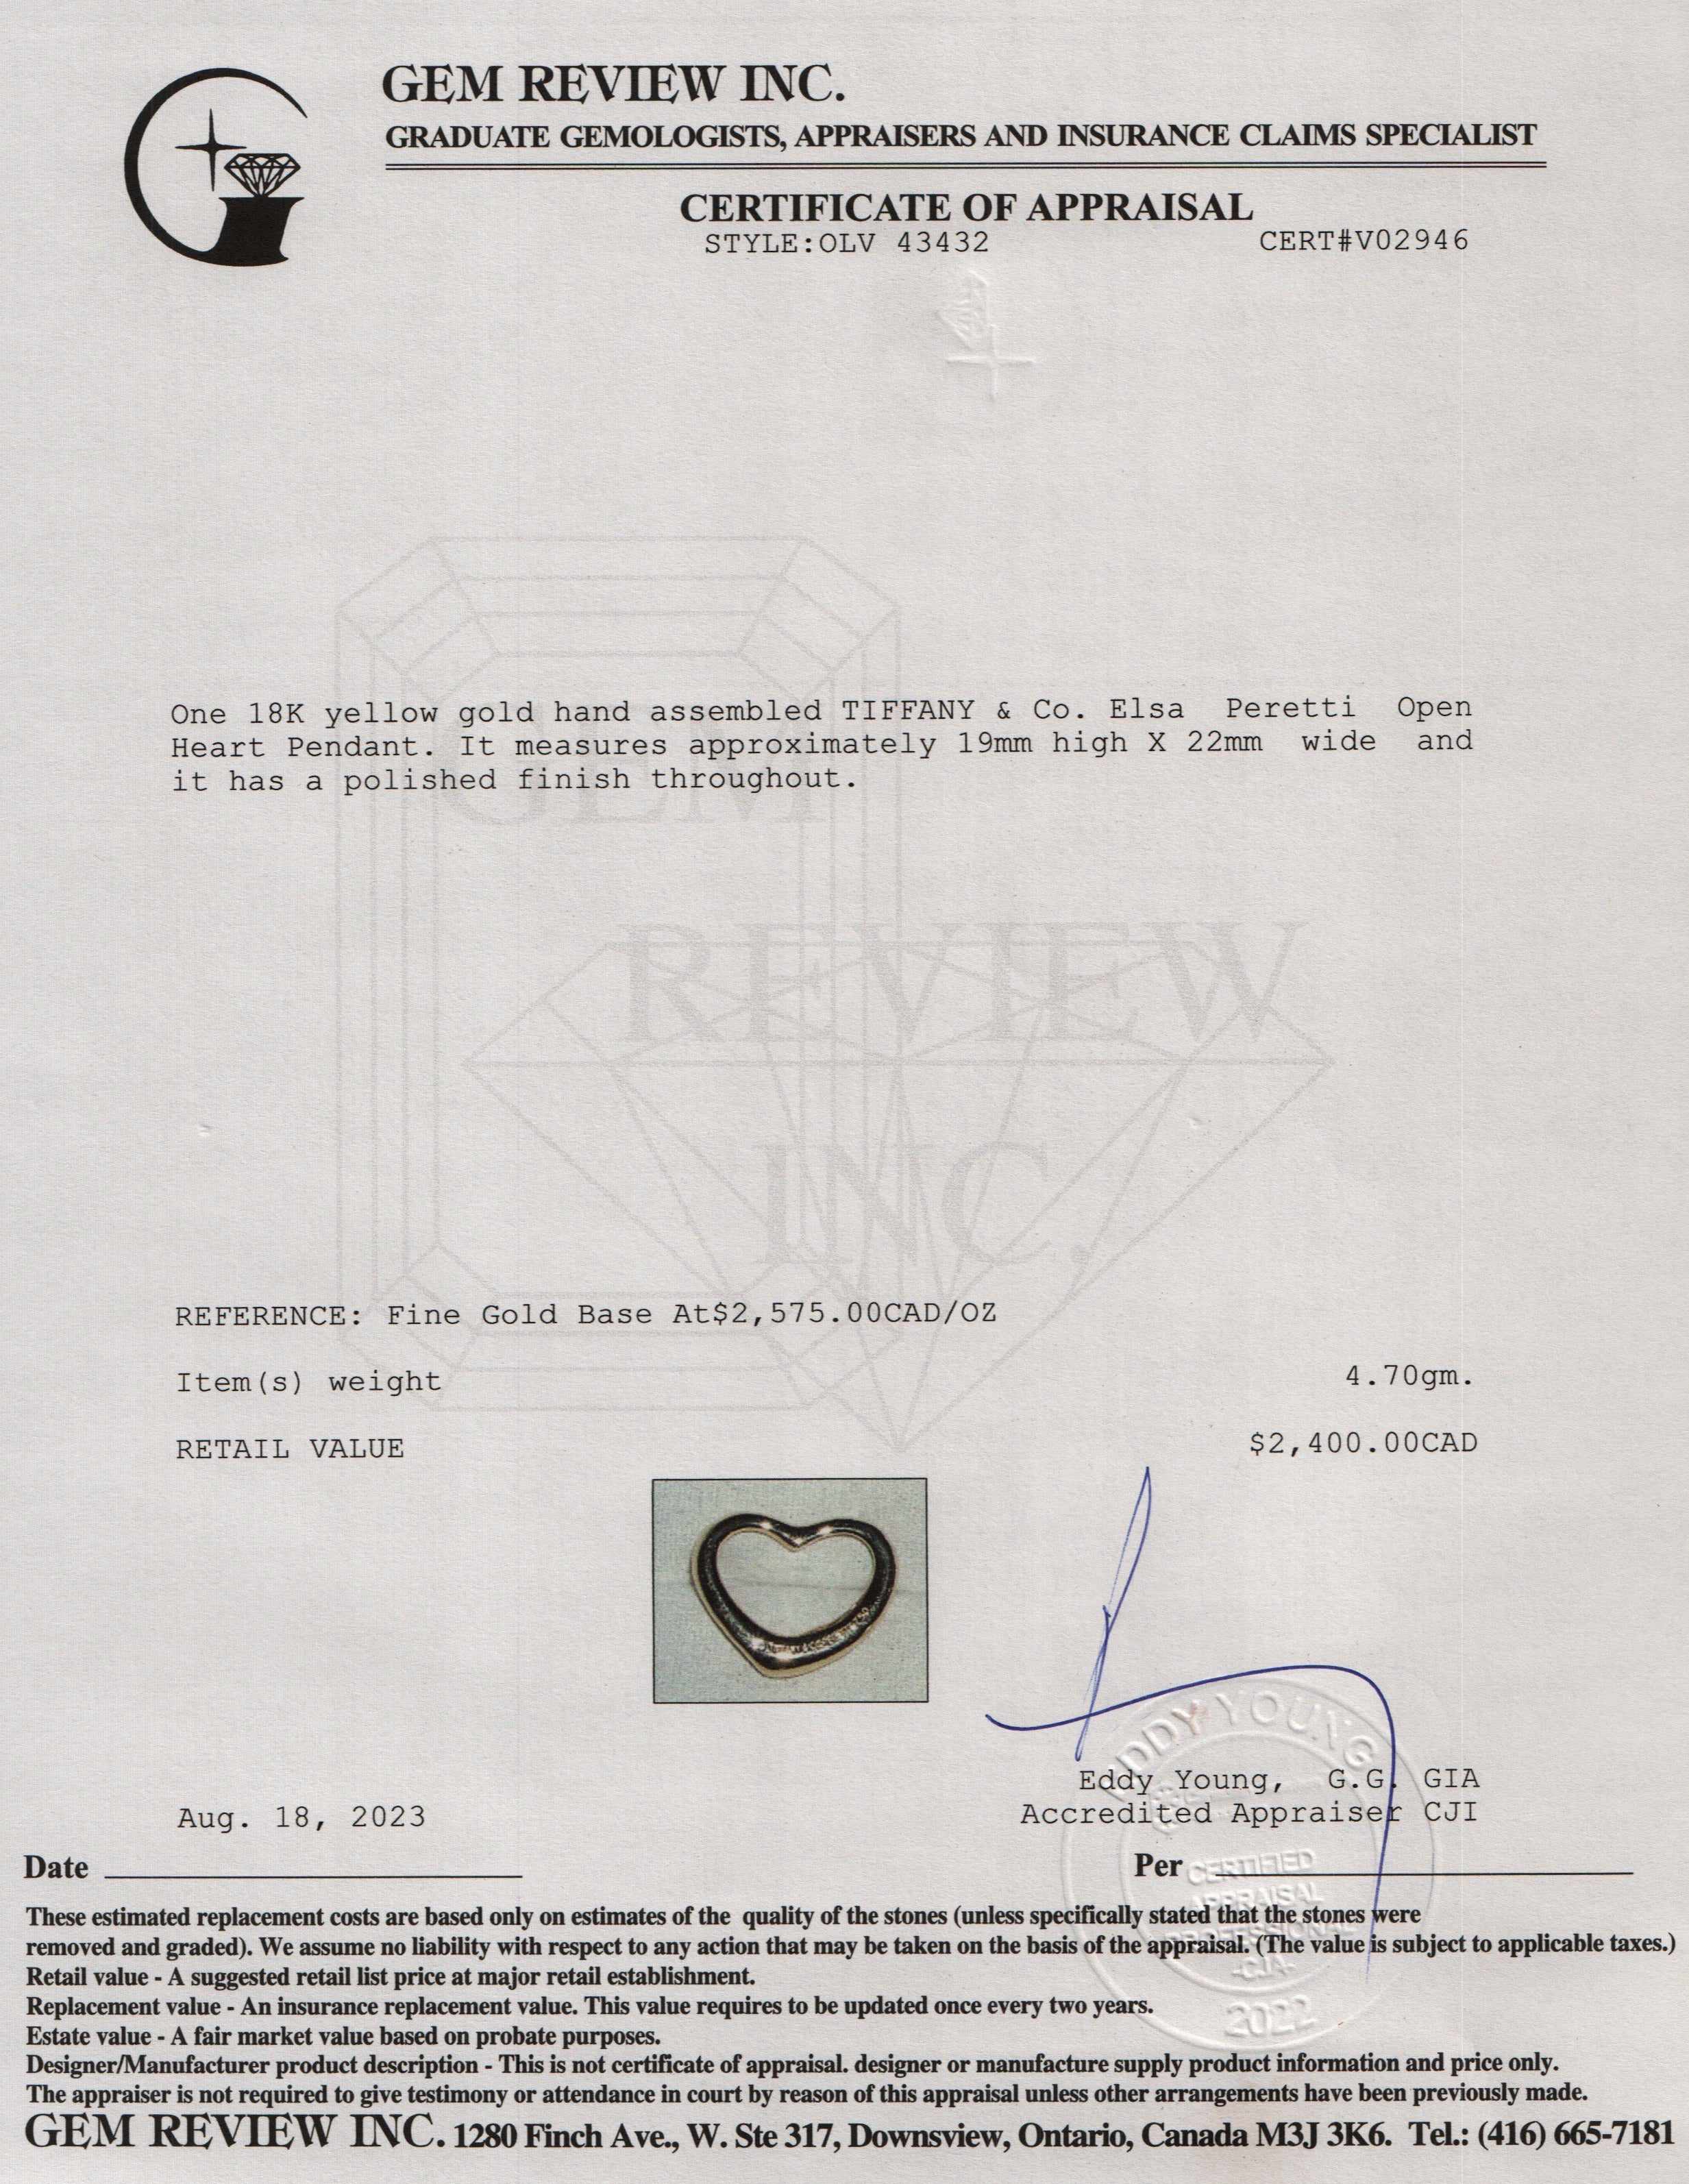 GEM REVIEW INC.
GRADUATE GEMOLOGISTS, APPRAISERS AND INSURANCE CLAIMS SPECIALIST
CERTIFICATE OF APPRAISAL
STYLE:OLV 43432 CERT#V02946
One 18K yellow gold hand assembled TIFFANY & Co. Elsa Peretti Open
Heart Pendant. It measures approximately 19mm high X 22mm wide and
it has a polished finish throughout.
GEM
REVIEW
INC.
REFERENCE: Fine Gold Base At$2,575.00CAD/OZ
Item(s) weight 4.70gm.
RETAIL VALUE $2,400.00CAD
EDDY YOUNG
Eddy Young, G.G. GIA
Aug. 18, 2023 Accredited Appraiser CJI
Date Per
CERTIFIED
APPRAISAL
PROFESSIONAL
-CJA-
2022
These estimated replacement costs are based only on estimates of the quality of the stones (unless specifically stated that the stones were
removed and graded). We assume no liability with respect to any action that may be taken on the basis of the appraisal. (The value is subject to applicable taxes.)
Retail value - A suggested retail list price at major retail establishment.
Replacement value - An insurance replacement value. This value requires to be updated once every two years.
Estate value - A fair market value based on probate purposes.
Designer/Manufacturer product description - This is not certificate of appraisal. designer or manufacture supply product information and price only.
The appraiser is not required to give testimony or attendance in court by reason of this appraisal unless other arrangements have been previously made.
GEM REVIEW INC. 1280 Finch Ave., W. Ste 317, Downsview, Ontario, Canada M3J 3K6. Tel.: (416) 665-7181